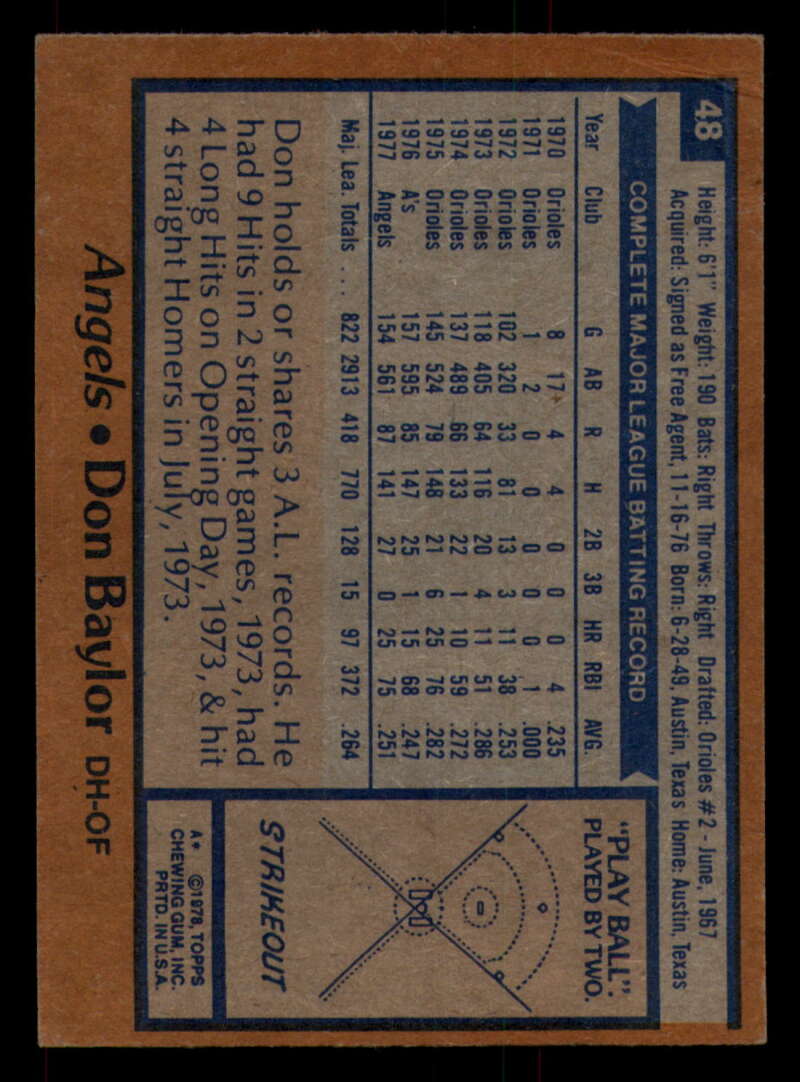 48
Height: 6'1" Weight: 190 Bats: Right Throws: Right Drafted: Orioles #2 - June, 1967
Acquired: Signed as Free Agent, 11-16-76 Born: 6-28-49, Austin, Texas Home: Austin, Texas
COMPLETE MAJOR LEAGUE BATTING RECORD
Year Club G AB R H 2B 3B HR RBI AVG.
1970 Orioles 8 17 4 4 0 0 0 4 .235
1971 Orioles 1 2 0 0 0 0 0 1 .000
1972 Orioles 102 320 33 81 13 3 11 38 .253
1973 Orioles 118 405 64 116 20 4 11 51 .286
1974 Orioles 137 489 66 133 22 1 10 59 .272
1975 Orioles 145 524 79 148 21 6 25 76 .282
1976 A's 157 595 85 147 25 1 15 68 .247
1977 Angels 154 561 87 141 27 0 25 75 .251
Maj. Lea. Totals . . . 822 2913 418 770 128 15 97 372 .264
Don holds or shares 3 A.L. records. He
had 9 Hits in 2 straight games, 1973, had
4 Long Hits on Opening Day, 1973, & hit
4 straight Homers in July, 1973.
"PLAY BALL":
PLAYED BY TWO.
STRIKEOUT
A* ©1978, TOPPS
CHEWING GUM, INC.
PRTD. IN U.S.A.
Angels • Don Baylor DH-OF